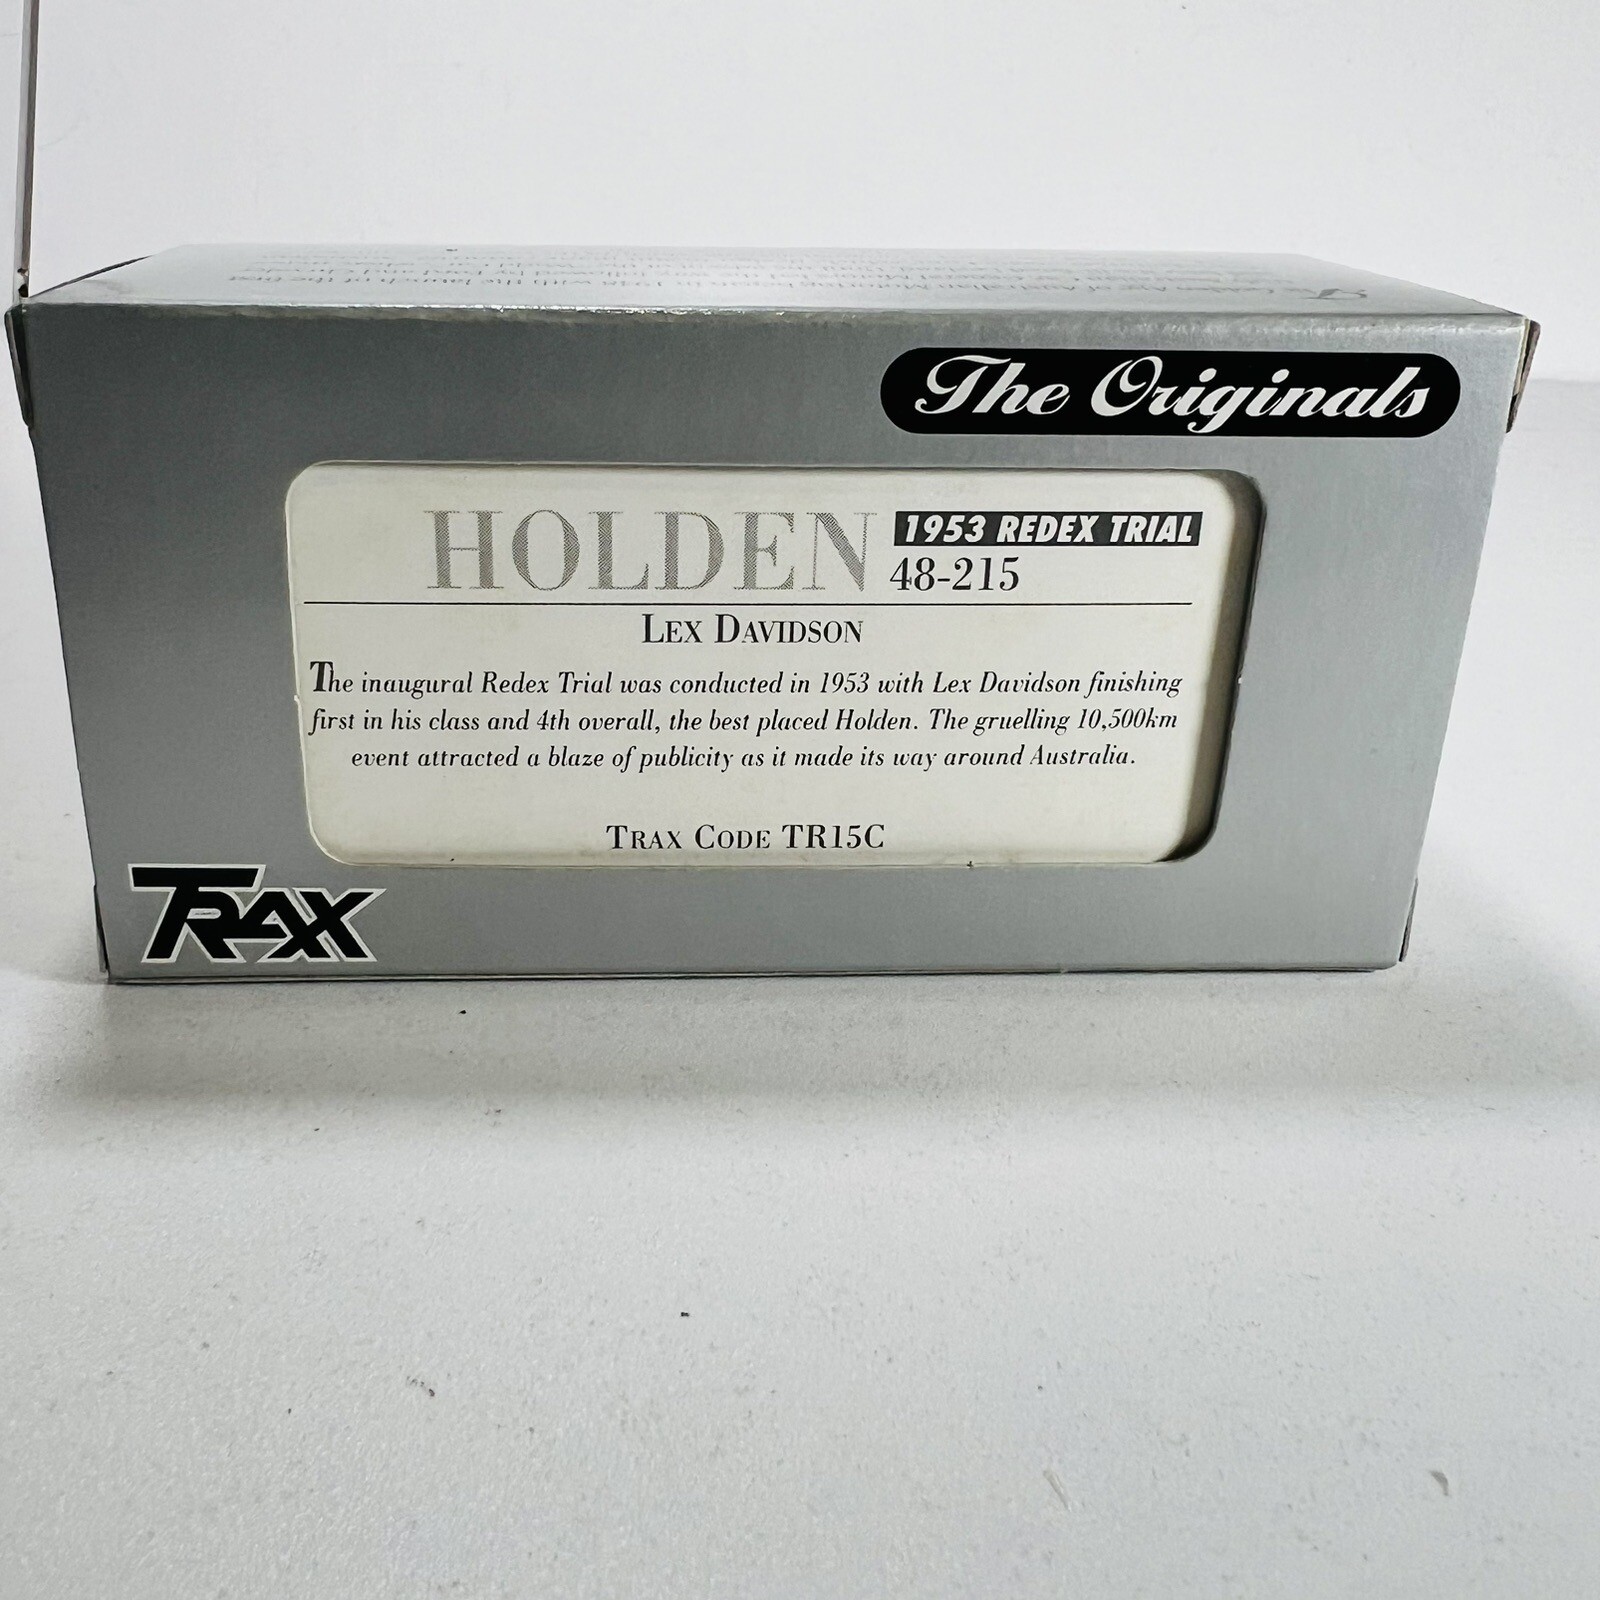 The Originals
HOLDEN 1953 REDEX TRIAL
48-215
LEX DAVIDSON
The inaugural Redex Trial was conducted in 1953 with Lex Davidson finishing
first in his class and 4th overall, the best placed Holden. The gruelling 10,500km
event attracted a blaze of publicity as it made its way around Australia.
TRAX CODE TR15C
TRAX